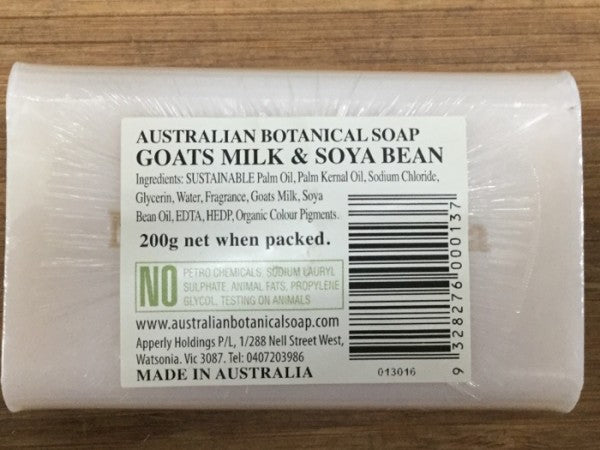 AUSTRALIAN BOTANICAL SOAP
GOATS MILK & SOYA BEAN
Ingredients: SUSTAINABLE Palm Oil, Palm Kernal Oil, Sodium Chloride,
Glycerin, Water, Fragrance, Goats Milk, Soya
Bean Oil, EDTA, HEDP, Organic Colour Pigments.
200g net when packed.
NO
PETRO CHEMICALS, SODIUM LAURYL
SULPHATE, ANIMAL FATS, PROPYLENE
GLYCOL, TESTING ON ANIMALS
www.australianbotanicalsoap.com
Apperly Holdings P/L, 1/288 Nell Street West,
Watsonia. Vic 3087. Tel: 0407203986
MADE IN AUSTRALIA
9 328276 000137
013016